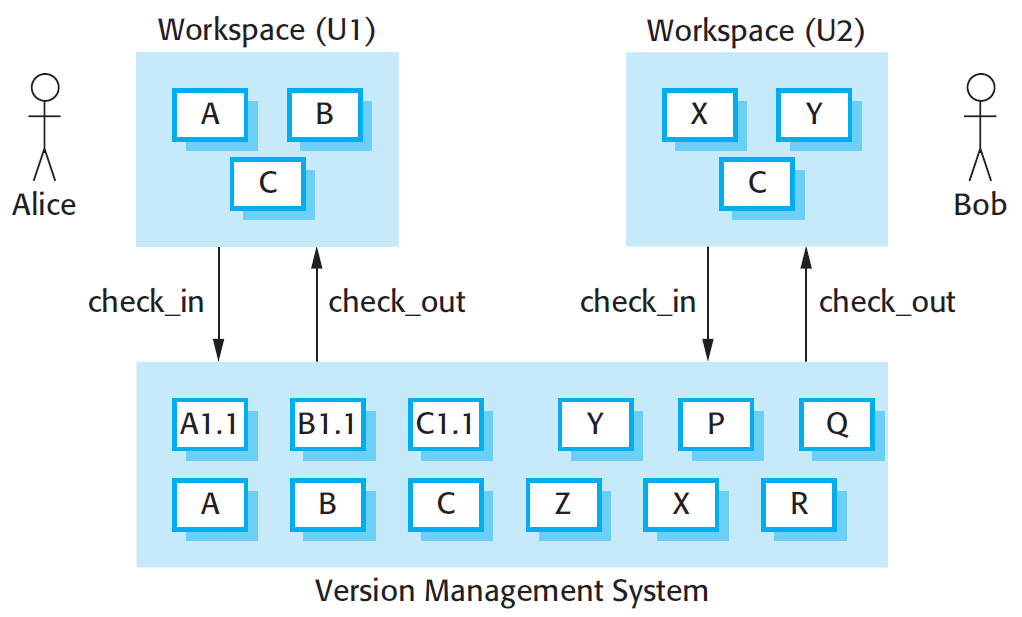 Workspace (U1)
Workspace (U2)
A
B
X
Y
C
C
Alice
Bob
check_in
check_out
check_in
check_out
A1.1
B1.1
C1.1
Y
P
Q
A
B
C
Z
X
R
Version Management System